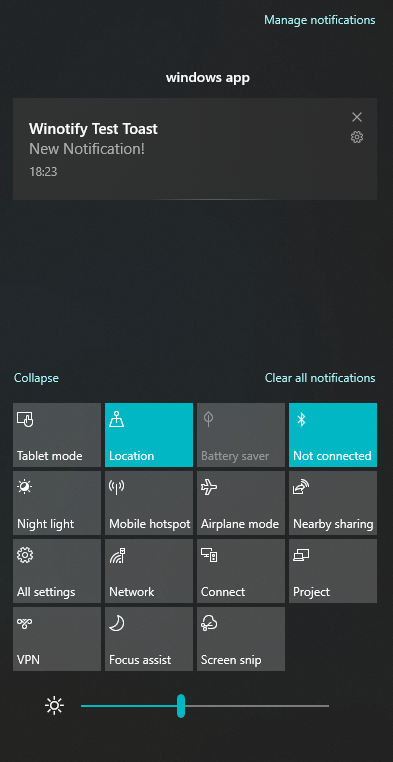 Manage notifications
windows app
Winotify Test Toast
New Notification!
18:23
Collapse Clear all notifications
Tablet mode Location Battery saver Not connected
Night light Mobile hotspot Airplane mode Nearby sharing
All settings Network Connect Project
VPN Focus assist Screen snip